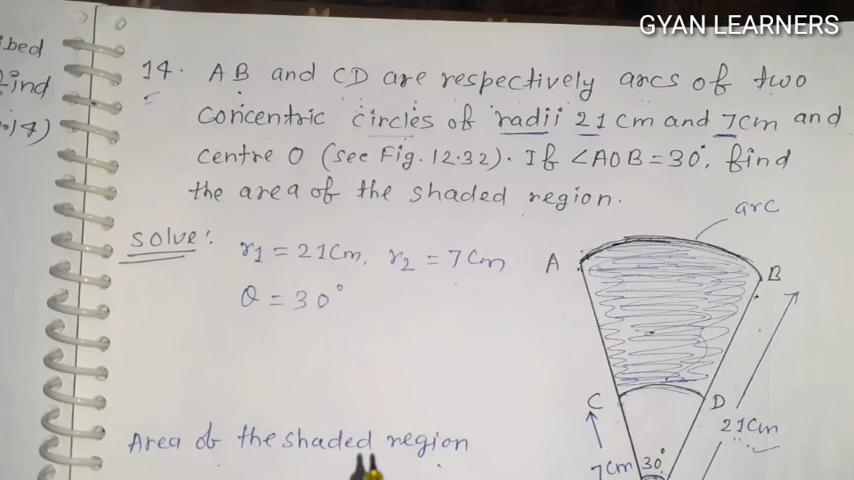 GYAN LEARNERS
ibed
find
14. AB and CD are respectively arcs of two
concentric circles of radii 21 cm and 7cm and
centre O (see Fig. 12.32). If ∠AOB = 30°, find
the area of the shaded region.
arc
solve:
r1 = 21cm, r2 = 7cm
θ = 30°
A
B
C
D
21cm
7cm
30°
Area of the shaded region